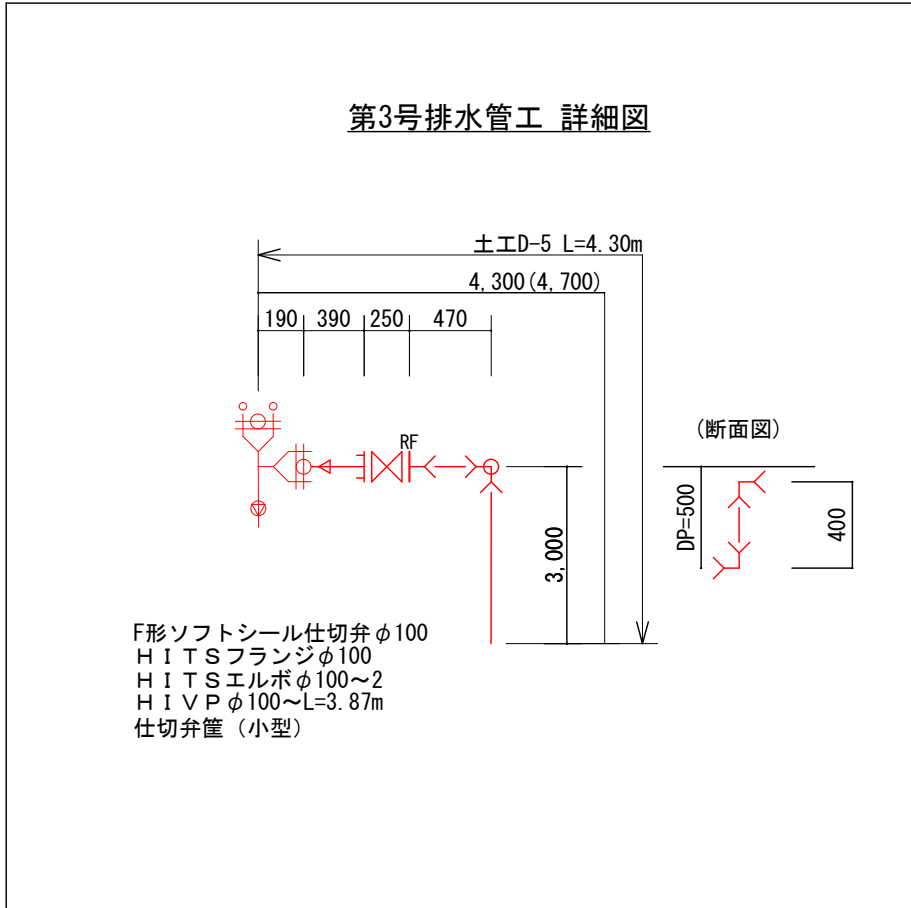 第3号排水管工 詳細図
土工D-5 L=4.30m
4,300(4,700)
190 390 250 470
RF
(断面図)
DP=500
400
3,000
F形ソフトシール仕切弁φ100
ＨＩＴＳフランジφ100
ＨＩＴＳエルボφ100～2
ＨＩＶＰφ100～L=3.87m
仕切弁筐（小型）